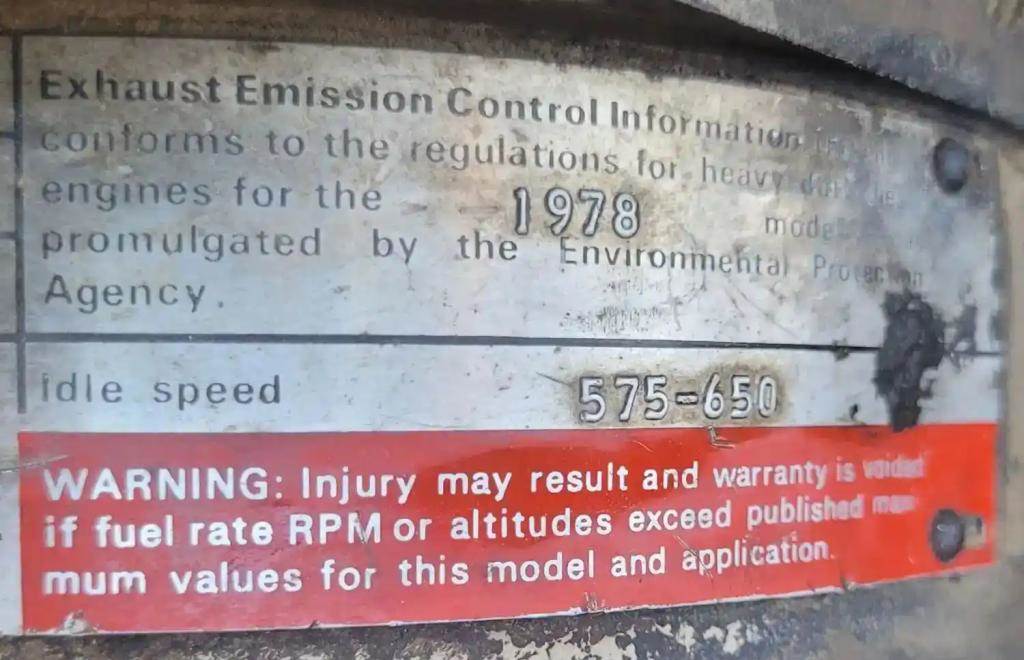 Exhaust Emission Control Information
conforms to the regulations for heavy
engines for the 1978 model
promulgated by the Environmental Protection
Agency.
idle speed 575-650
WARNING: Injury may result and warranty is voided
if fuel rate RPM or altitudes exceed published
mum values for this model and application.